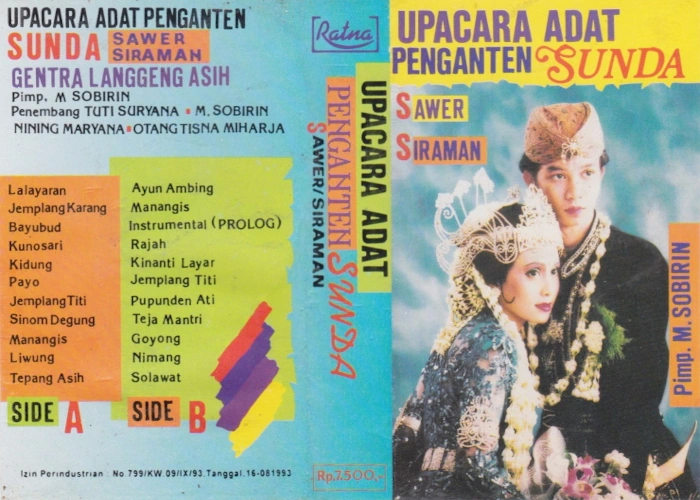 UPACARA ADAT PENGANTEN
SUNDA SAWER
SIRAMAN
GENTRA LANGGENG ASIH
Pimp. M SOBIRIN
Penembang TUTI SURYANA M. SOBIRIN
NINING MARYANA OTANG TISNA MIHARJA
Lalayaran
Jemplang Karang
Bayubud
Kunosari
Kidung
Payo
Jemplang Titi
Sinom Degung
Manangis
Liwung
Tepang Asih
SIDE A
Ayun Ambing
Manangis
Instrumental (PROLOG)
Rajah
Kinanti Layar
Jemplang Titi
Pupunden Ati
Teja Mantri
Goyong
Nimang
Solawat
SIDE B
Izin Perindustrian : No 799/KW.09/IX/93.Tanggal,16-081993
Ratna
UPACARA ADAT
PENGANTEN SUNDA
SAWER/SIRAMAN
Rp.7.500,-
UPACARA ADAT
PENGANTEN SUNDA
SAWER
SIRAMAN
Pimp. M. SOBIRIN